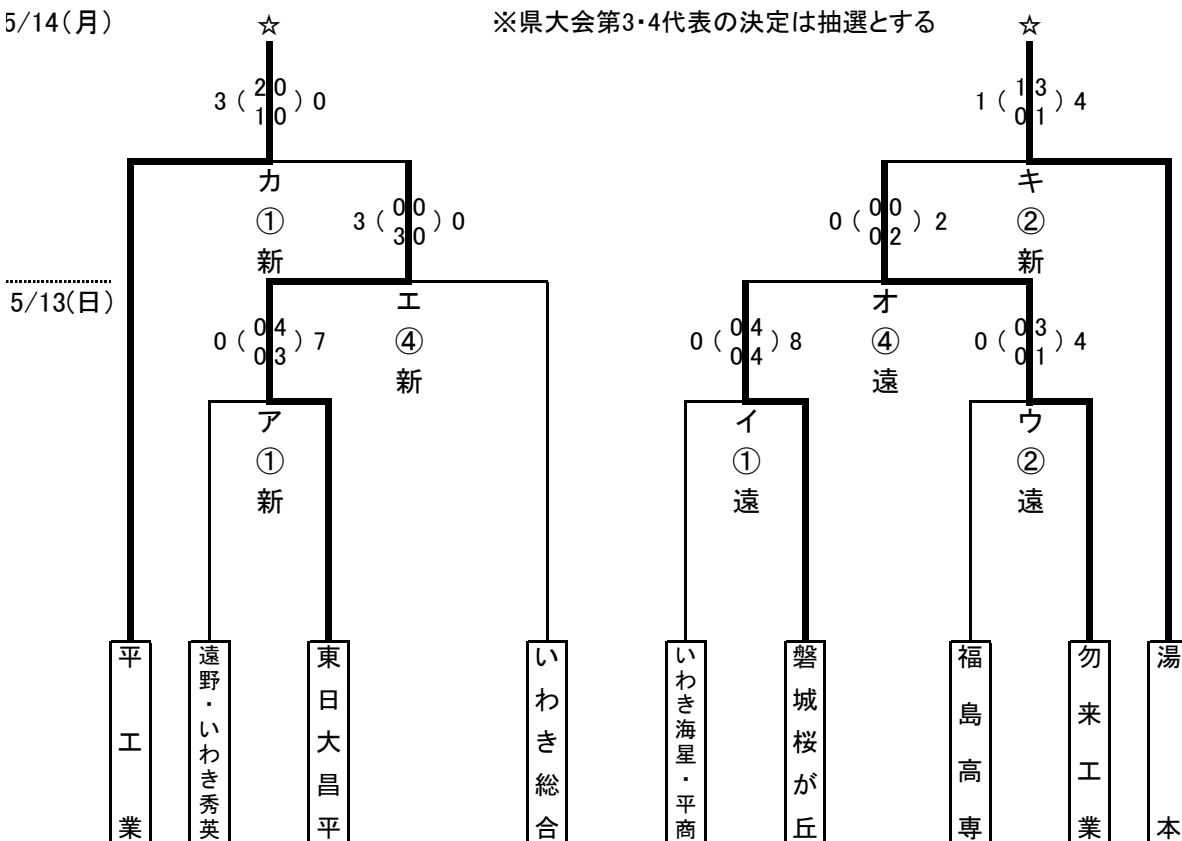 5/14(月)
☆
※県大会第3・4代表の決定は抽選とする
☆
3 ( 2 0 ) 0
1 0
1 ( 1 3 ) 4
0 1
カ
①
新
キ
②
新
3 ( 0 0 ) 0
3 0
0 ( 0 0 ) 2
0 2
5/13(日)
エ
④
新
オ
④
遠
0 ( 0 4 ) 7
0 3
0 ( 0 4 ) 8
0 4
0 ( 0 3 ) 4
0 1
ア
①
新
イ
①
遠
ウ
②
遠
平工業
遠野・いわき秀英
東日大昌平
いわき総合
いわき海星・平商
磐城桜が丘
福島高専
勿来工業
湯本